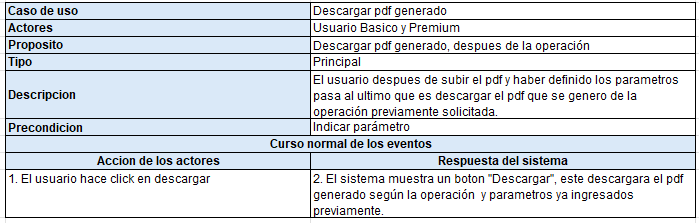 Caso de uso Descargar pdf generado
Actores Usuario Basico y Premium
Proposito Descargar pdf generado, despues de la operación
Tipo Principal
Descripcion El usuario despues de subir el pdf y haber definido los parametros
pasa al ultimo que es descargar el pdf que se genero de la
operación previamente solicitada.
Precondicion Indicar parámetro
Curso normal de los eventos
Accion de los actores Respuesta del sistema
1. El usuario hace click en descargar 2. El sistema muestra un boton "Descargar", este descargara el pdf
generado según la operación y parametros ya ingresados
previamente.